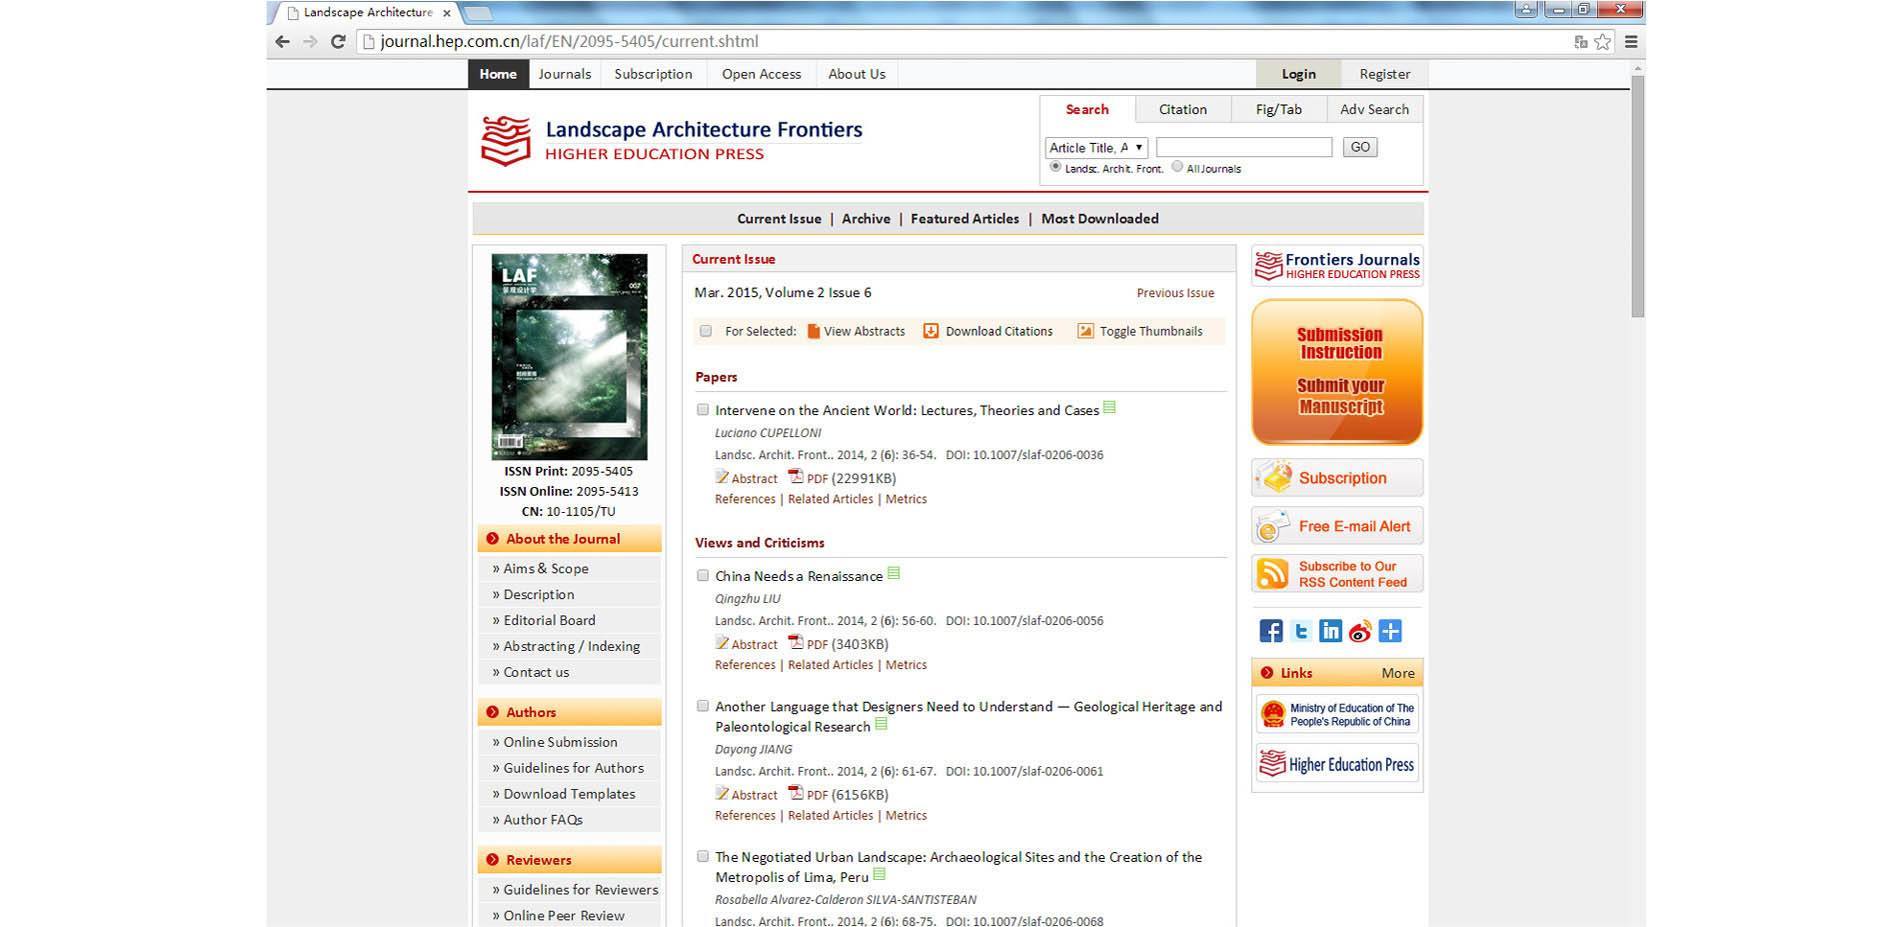 Landscape Architecture
journal.hep.com.cn/laf/EN/2095-5405/current.shtml
Home Journals Subscription Open Access About Us Login Register
Landscape Architecture Frontiers
HIGHER EDUCATION PRESS
Search Citation Fig/Tab Adv Search
Article Title, A GO
Landsc. Archit. Front. All Journals
Current Issue | Archive | Featured Articles | Most Downloaded
LAF
景观设计学
007
ISSN Print: 2095-5405
ISSN Online: 2095-5413
CN: 10-1105/TU
About the Journal
» Aims & Scope
» Description
» Editorial Board
» Abstracting / Indexing
» Contact us
Authors
» Online Submission
» Guidelines for Authors
» Download Templates
» Author FAQs
Reviewers
» Guidelines for Reviewers
» Online Peer Review
Current Issue
Mar. 2015, Volume 2 Issue 6 Previous Issue
For Selected: View Abstracts Download Citations Toggle Thumbnails
Papers
Intervene on the Ancient World: Lectures, Theories and Cases
Luciano CUPELLONI
Landsc. Archit. Front.. 2014, 2 (6): 36-54. DOI: 10.1007/slaf-0206-0036
Abstract PDF (22991KB)
References | Related Articles | Metrics
Views and Criticisms
China Needs a Renaissance
Qingzhu LIU
Landsc. Archit. Front.. 2014, 2 (6): 56-60. DOI: 10.1007/slaf-0206-0056
Abstract PDF (3403KB)
References | Related Articles | Metrics
Another Language that Designers Need to Understand — Geological Heritage and
Paleontological Research
Dayong JIANG
Landsc. Archit. Front.. 2014, 2 (6): 61-67. DOI: 10.1007/slaf-0206-0061
Abstract PDF (6156KB)
References | Related Articles | Metrics
The Negotiated Urban Landscape: Archaeological Sites and the Creation of the
Metropolis of Lima, Peru
Rosabella Alvarez-Calderon SILVA-SANTISTEBAN
Landsc. Archit. Front.. 2014, 2 (6): 68-75. DOI: 10.1007/slaf-0206-0068
Frontiers Journals
HIGHER EDUCATION PRESS
Submission
Instruction
Submit your
Manuscript
Subscription
Free E-mail Alert
Subscribe to Our
RSS Content Feed
Links More
Ministry of Education of The
People's Republic of China
Higher Education Press